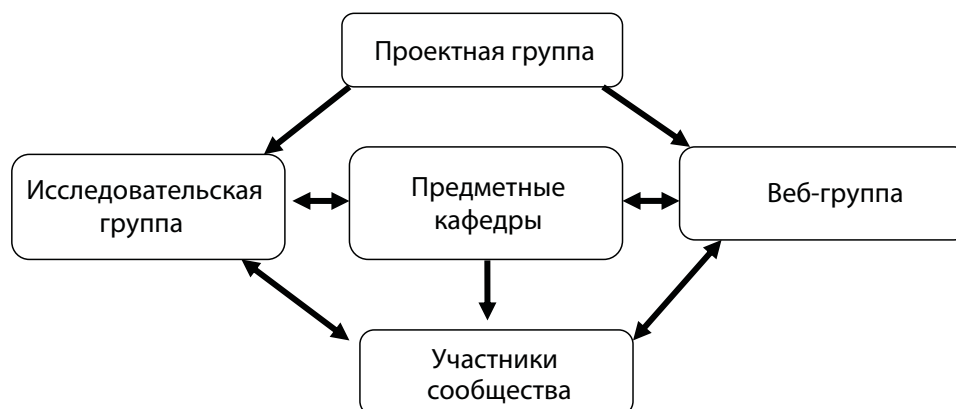 Проектная группа
Исследовательская
группа
Предметные
кафедры
Веб-группа
Участники
сообщества